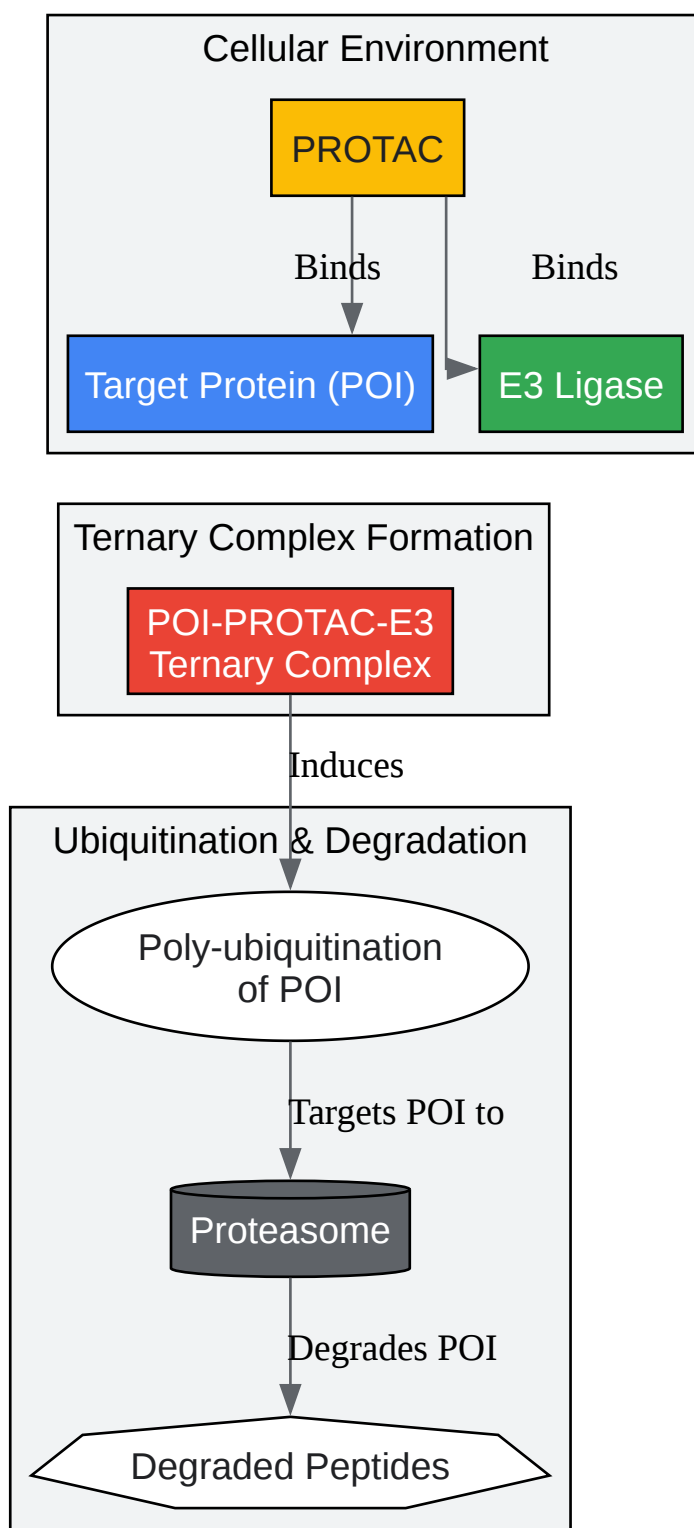 Cellular Environment
PROTAC
Binds
Binds
Target Protein (POI)
E3 Ligase
Ternary Complex Formation
POI-PROTAC-E3
Ternary Complex
Induces
Ubiquitination & Degradation
Poly-ubiquitination
of POI
Targets POI to
Proteasome
Degrades POI
Degraded Peptides